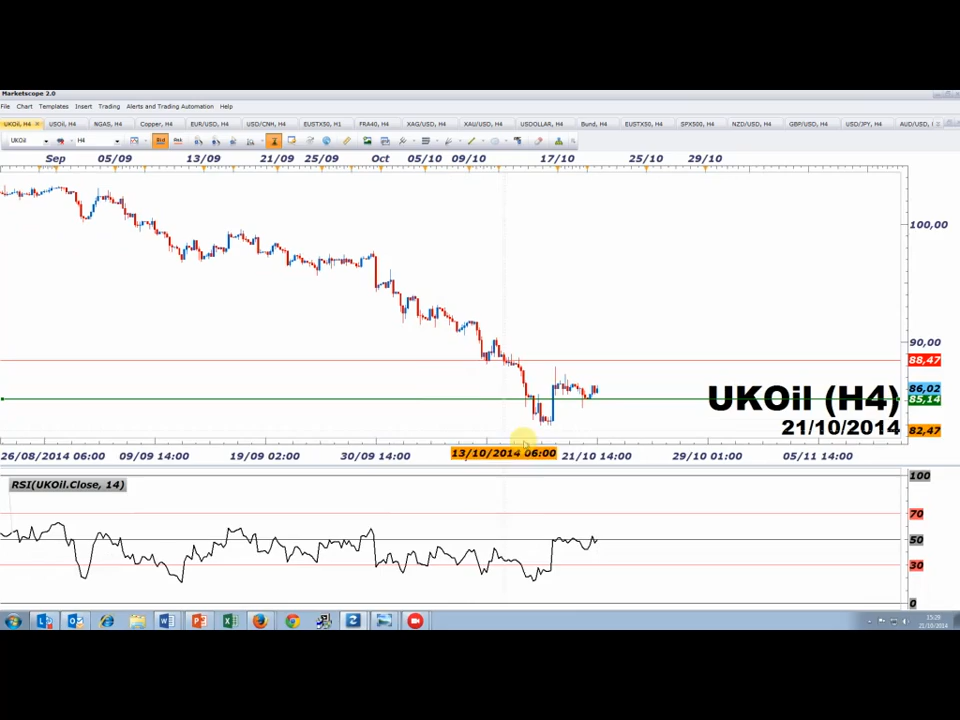 Marketscope 2.0
File Chart Templates Insert Trading Alerts and Trading Automation Help
UKOil, H4 USOil, H4 NGAS, H4 Copper, H4 EUR/USD, H4 USD/CNH, H4 EUSTX50, H1 FRA40, H4 XAG/USD, H4 XAU/USD, H4 USDOLLAR, H4 Bund, H4 EUSTX50, H4 SPX500, H4 NZD/USD, H4 GBP/USD, H4 USD/JPY, H4 AUD/USD,
UKOil H4 Bid Ask
Sep 05/09 13/09 21/09 25/09 Oct 05/10 09/10 17/10 25/10 29/10
100,00
90,00
88,47
86,02
85,14
82,47
UKOil (H4)
21/10/2014
26/08/2014 06:00 09/09 14:00 19/09 02:00 30/09 14:00 13/10/2014 06:00 21/10 14:00 29/10 01:00 05/11 14:00
RSI(UKOil.Close, 14)
100
70
50
30
0
15:20
21/10/2014